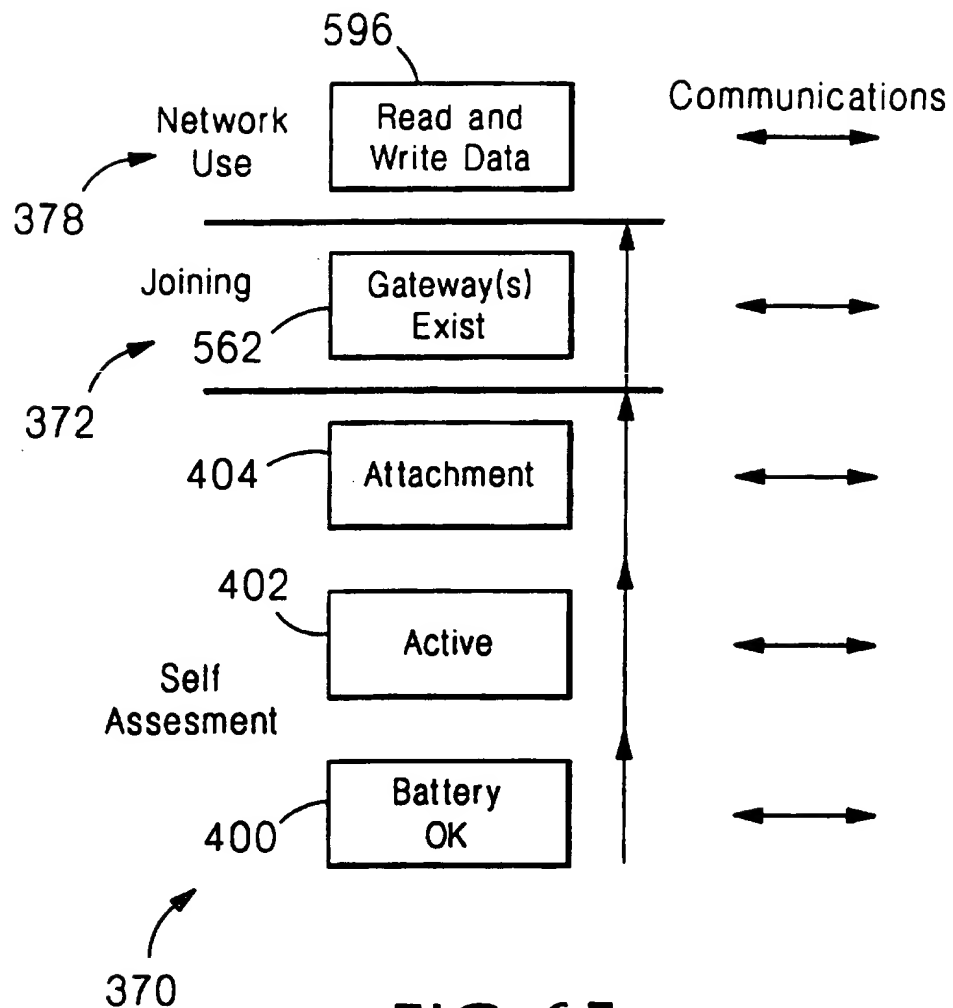 596
Network
Use
Read and
Write Data
Communications
378
Joining
Gateway(s)
Exist
562
372
404
Attachment
402
Active
Self
Assesment
Battery
OK
400
370